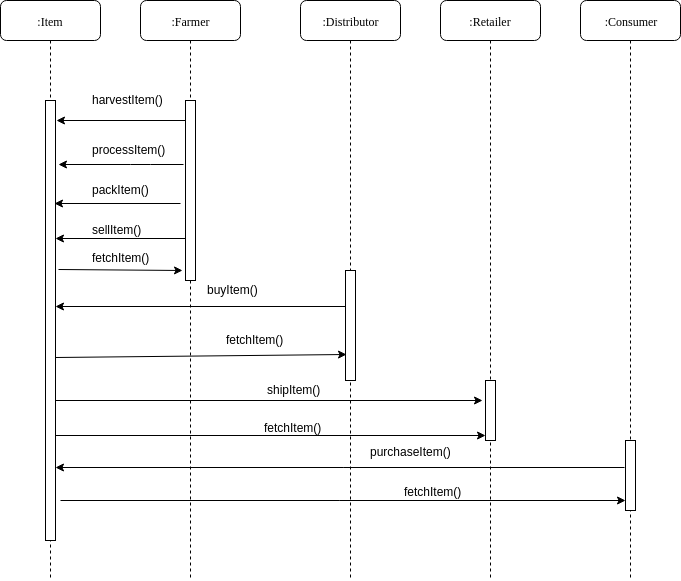 :Item
:Farmer
:Distributor
:Retailer
:Consumer
harvestItem()
processItem()
packItem()
sellItem()
fetchItem()
buyItem()
fetchItem()
shipItem()
fetchItem()
purchaseItem()
fetchItem()